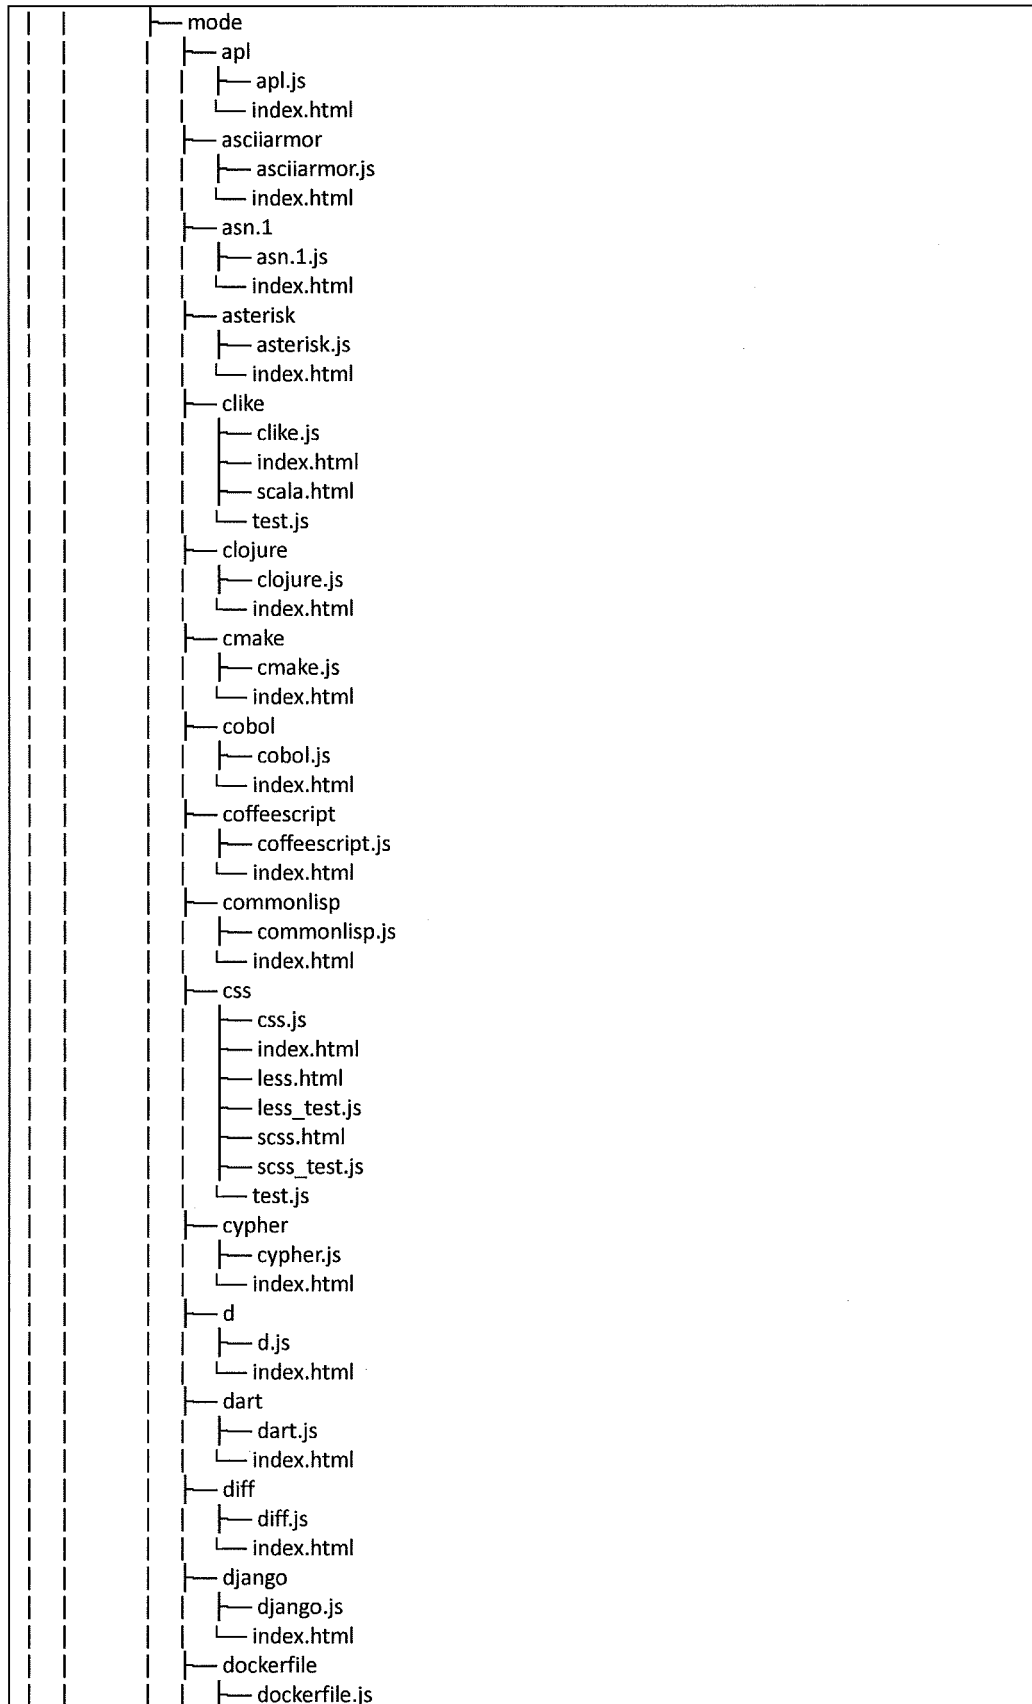 mode
apl
apl.js
index.html
asciiarmor
asciiarmor.js
index.html
asn.1
asn.1.js
index.html
asterisk
asterisk.js
index.html
clike
clike.js
index.html
scala.html
test.js
clojure
clojure.js
index.html
cmake
cmake.js
index.html
cobol
cobol.js
index.html
coffeescript
coffeescript.js
index.html
commonlisp
commonlisp.js
index.html
css
css.js
index.html
less.html
less_test.js
scss.html
scss_test.js
test.js
cypher
cypher.js
index.html
d
d.js
index.html
dart
dart.js
index.html
diff
diff.js
index.html
django
django.js
index.html
dockerfile
dockerfile.js